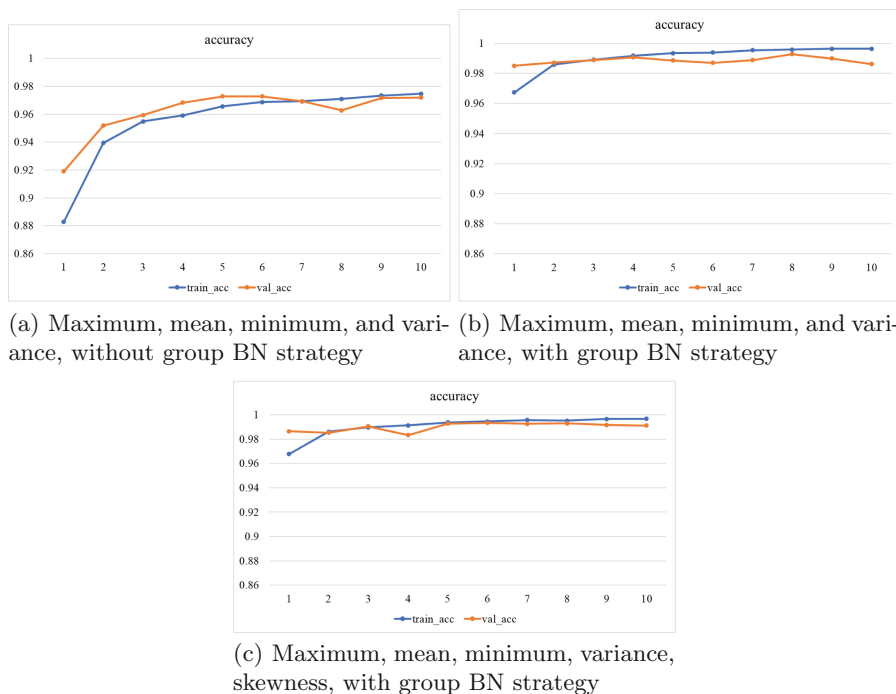 accuracy
1
0.98
0.96
0.94
0.92
0.9
0.88
0.86
1 2 3 4 5 6 7 8 9 10
train_acc val_acc
(a) Maximum, mean, minimum, and vari-
ance, without group BN strategy
accuracy
1
0.98
0.96
0.94
0.92
0.9
0.88
0.86
1 2 3 4 5 6 7 8 9 10
train_acc val_acc
(b) Maximum, mean, minimum, and vari-
ance, with group BN strategy
accuracy
1
0.98
0.96
0.94
0.92
0.9
0.88
0.86
1 2 3 4 5 6 7 8 9 10
train_acc val_acc
(c) Maximum, mean, minimum, variance,
skewness, with group BN strategy